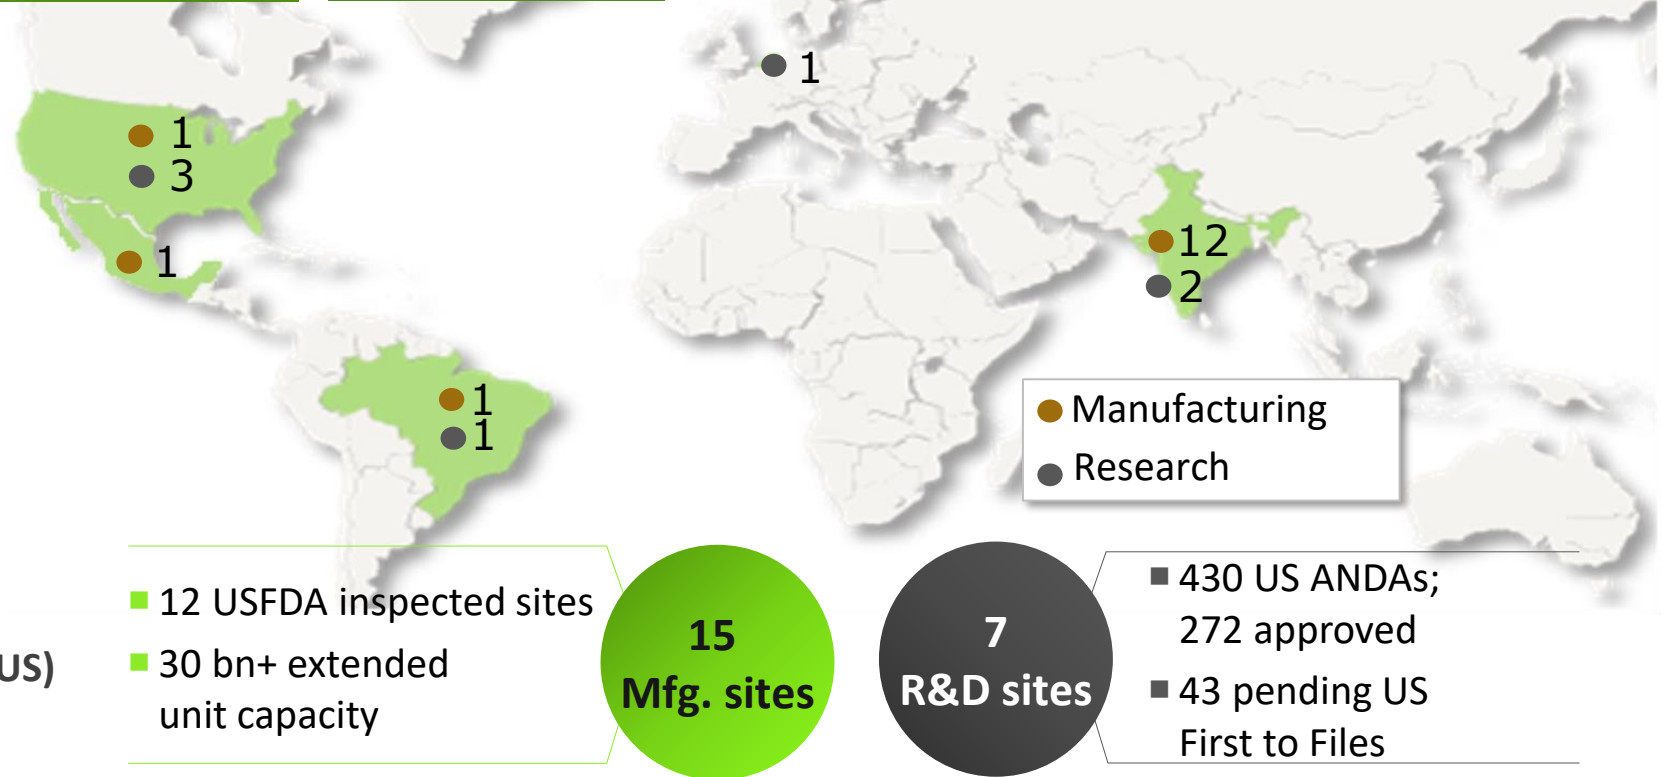 1
1
3
1
12
2
1
1
Manufacturing
Research
12 USFDA inspected sites
30 bn+ extended
unit capacity
US)
15
Mfg. sites
7
R&D sites
430 US ANDAs;
272 approved
43 pending US
First to Files